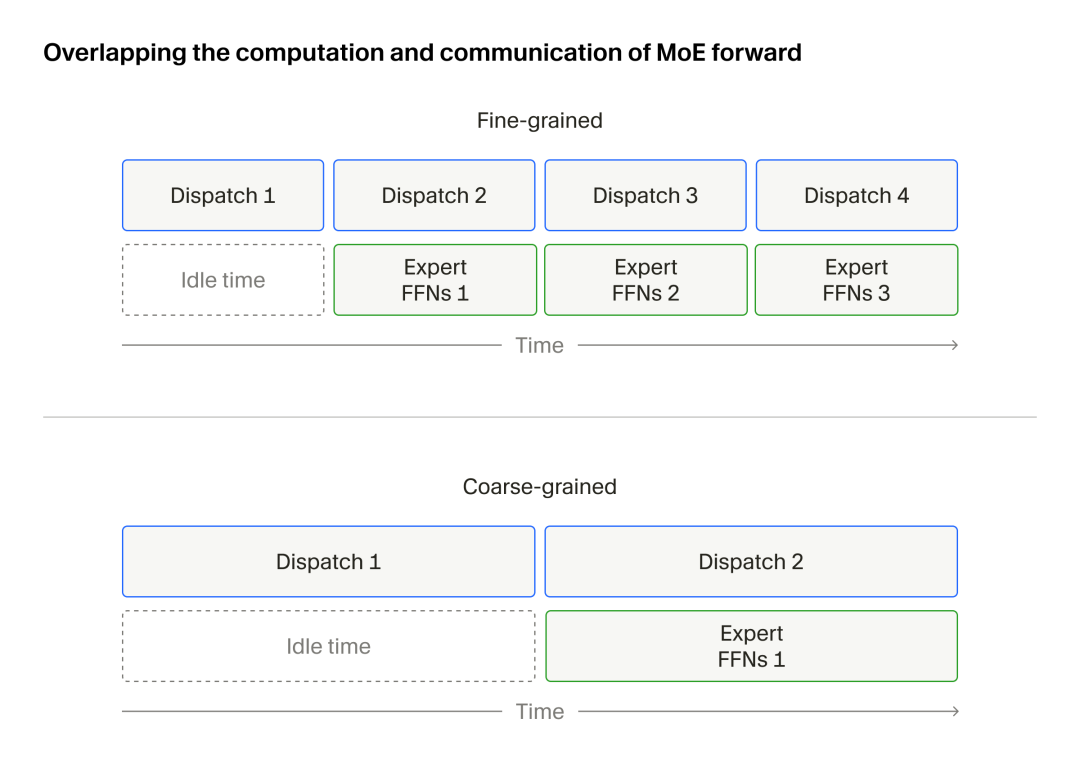 Overlapping the computation and communication of MoE forward
Fine-grained
Dispatch 1
Dispatch 2
Dispatch 3
Dispatch 4
Idle time
Expert
FFNs 1
Expert
FFNs 2
Expert
FFNs 3
Time
Coarse-grained
Dispatch 1
Dispatch 2
Idle time
Expert
FFNs 1
Time